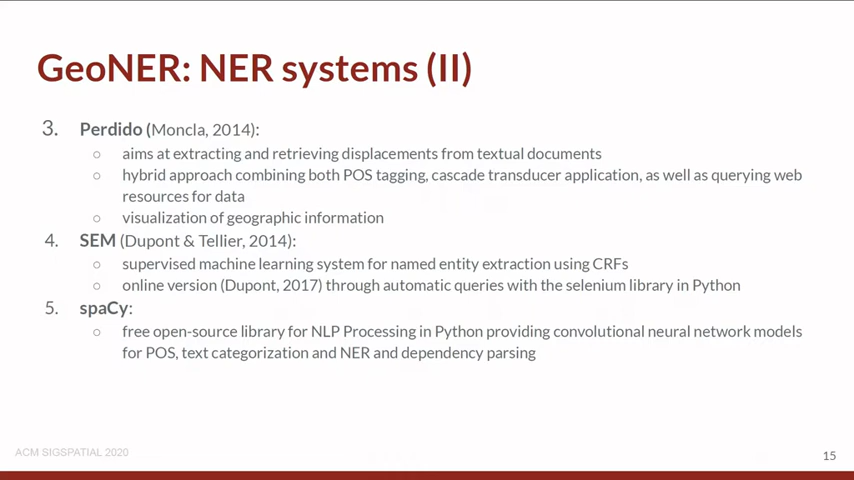 GeoNER: NER systems (II)
3. Perdido (Moncla, 2014):
○ aims at extracting and retrieving displacements from textual documents
○ hybrid approach combining both POS tagging, cascade transducer application, as well as querying web
resources for data
○ visualization of geographic information
4. SEM (Dupont & Tellier, 2014):
○ supervised machine learning system for named entity extraction using CRFs
○ online version (Dupont, 2017) through automatic queries with the selenium library in Python
5. spaCy:
○ free open-source library for NLP Processing in Python providing convolutional neural network models
for POS, text categorization and NER and dependency parsing
ACM SIGSPATIAL 2020
15